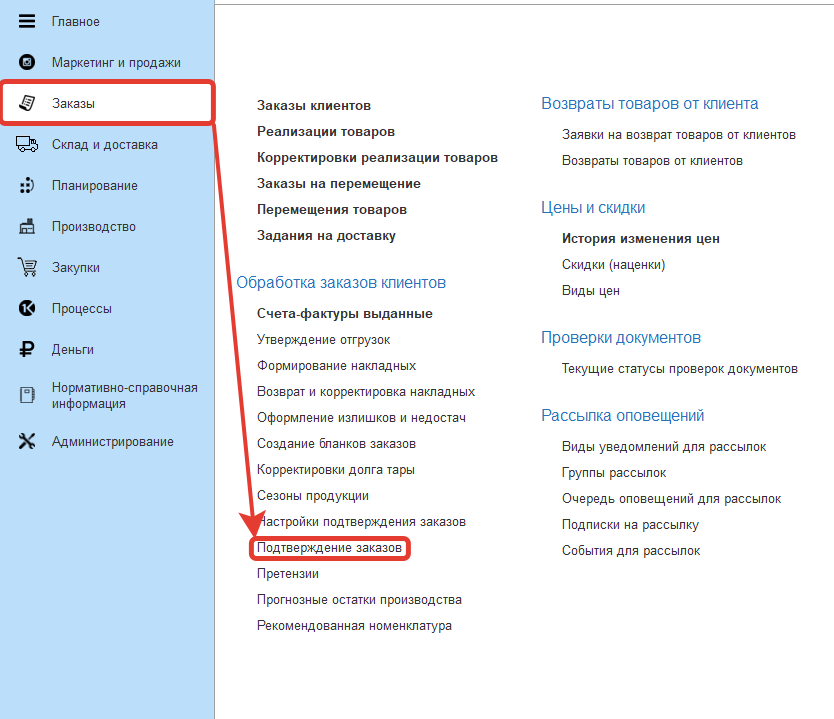 Главное
Маркетинг и продажи
Заказы
Склад и доставка
Планирование
Производство
Закупки
Процессы
Деньги
Нормативно-справочная
информация
Администрирование
Заказы клиентов
Реализации товаров
Корректировки реализации товаров
Заказы на перемещение
Перемещения товаров
Задания на доставку
Обработка заказов клиентов
Счета-фактуры выданные
Утверждение отгрузок
Формирование накладных
Возврат и корректировка накладных
Оформление излишков и недостач
Создание бланков заказов
Корректировки долга тары
Сезоны продукции
Настройки подтверждения заказов
Подтверждение заказов
Претензии
Прогнозные остатки производства
Рекомендованная номенклатура
Возвраты товаров от клиента
Заявки на возврат товаров от клиентов
Возвраты товаров от клиентов
Цены и скидки
История изменения цен
Скидки (наценки)
Виды цен
Проверки документов
Текущие статусы проверок документов
Рассылка оповещений
Виды уведомлений для рассылок
Группы рассылок
Очередь оповещений для рассылок
Подписки на рассылку
События для рассылок